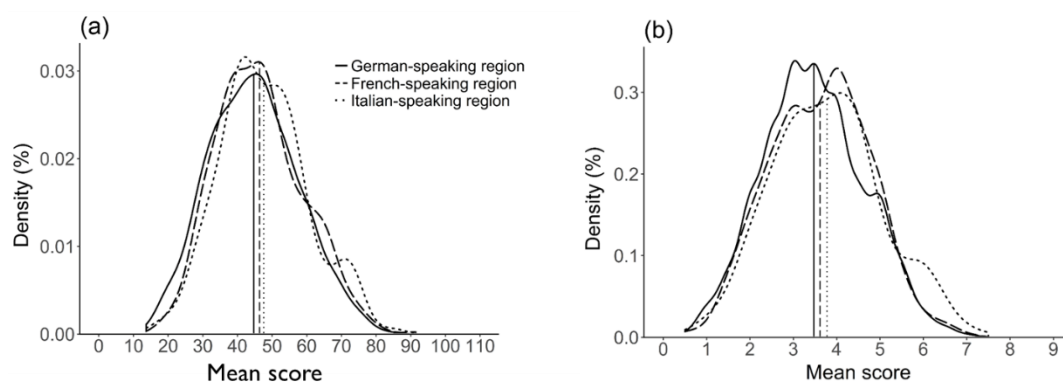 (a)
Density (%)
0.03
0.02
0.01
0.00
German-speaking region
French-speaking region
Italian-speaking region
0 10 20 30 40 50 60 70 80 90 100 110
Mean score
(b)
Density (%)
0.3
0.2
0.1
0.0
0 1 2 3 4 5 6 7 8 9
Mean score